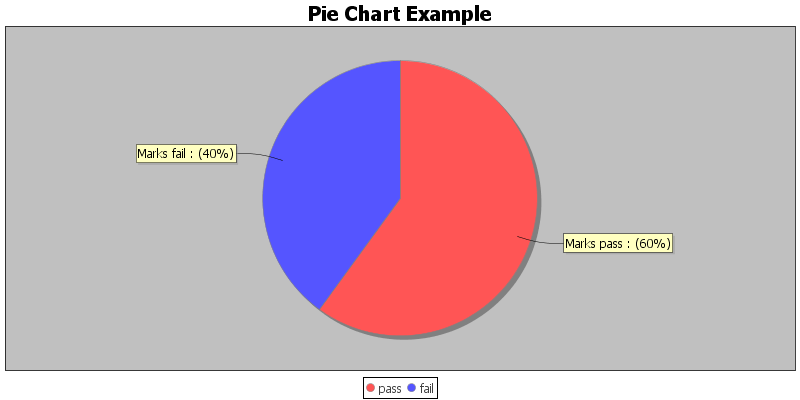 Pie Chart Example
Marks fail : (40%)
Marks pass : (60%)
pass fail